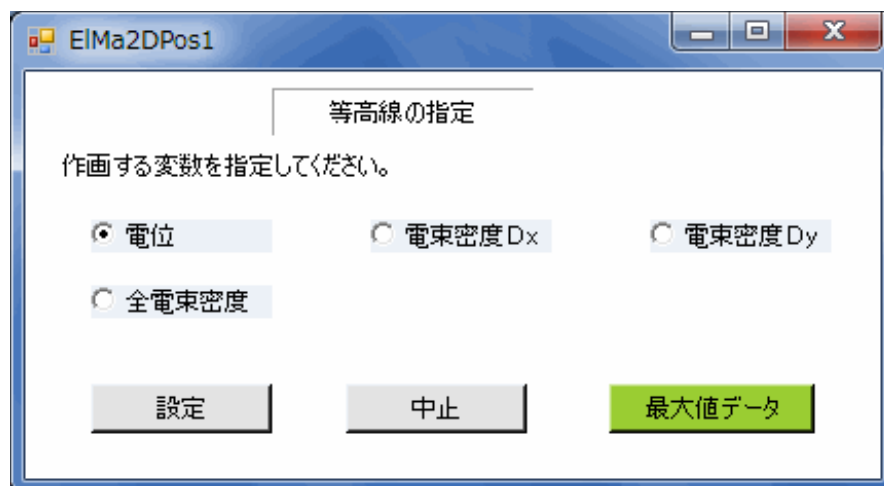 ElMa2DPos1
等高線の指定
作画する変数を指定してください。
電位 電束密度Dx 電束密度Dy
全電束密度
設定 中止 最大値データ